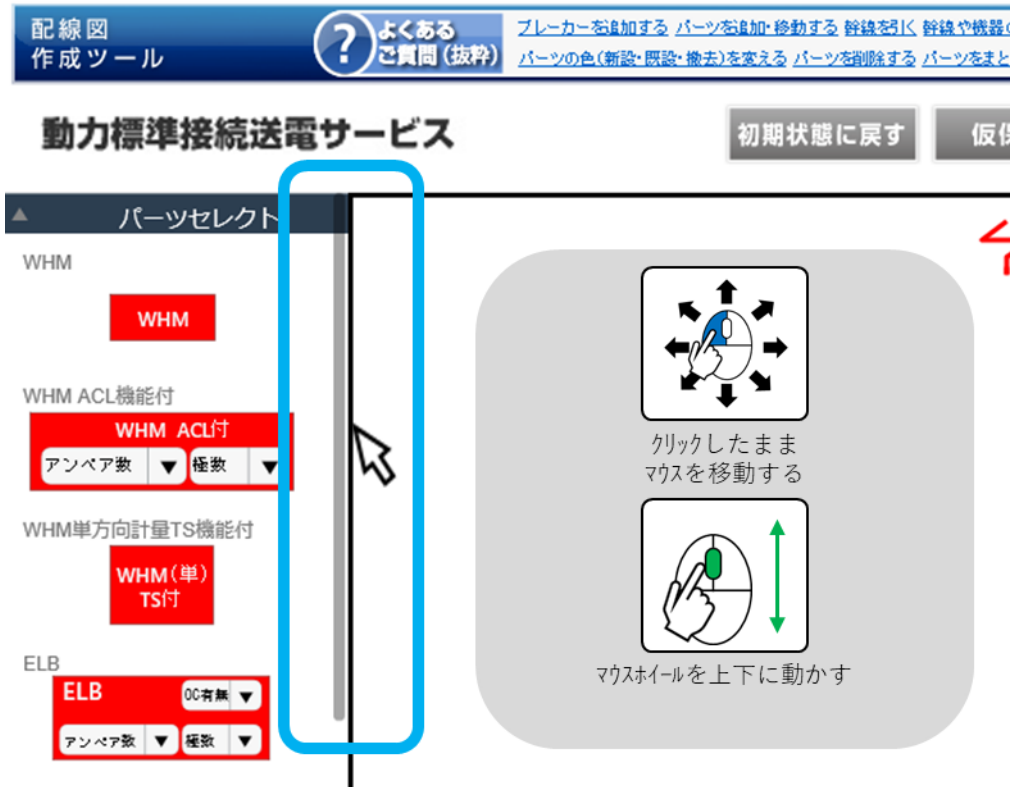 配線図
作成ツール
?
よくある
ご質問(抜粋)
ブレーカーを追加する パーツを追加・移動する 幹線を引く 幹線や機器の
パーツの色(新設・既設・撤去)を変える パーツを削除する パーツをまと
動力標準接続送電サービス
初期状態に戻す
仮保
パーツセレクト
WHM
WHM
WHM ACL機能付
WHM ACL付
アンペア数 ▼ 極数 ▼
WHM単方向計量TS機能付
WHM(単)
TS付
ELB
ELB
OC有無 ▼
アンペア数 ▼ 極数 ▼
クリックしたまま
マウスを移動する
マウスホイールを上下に動かす